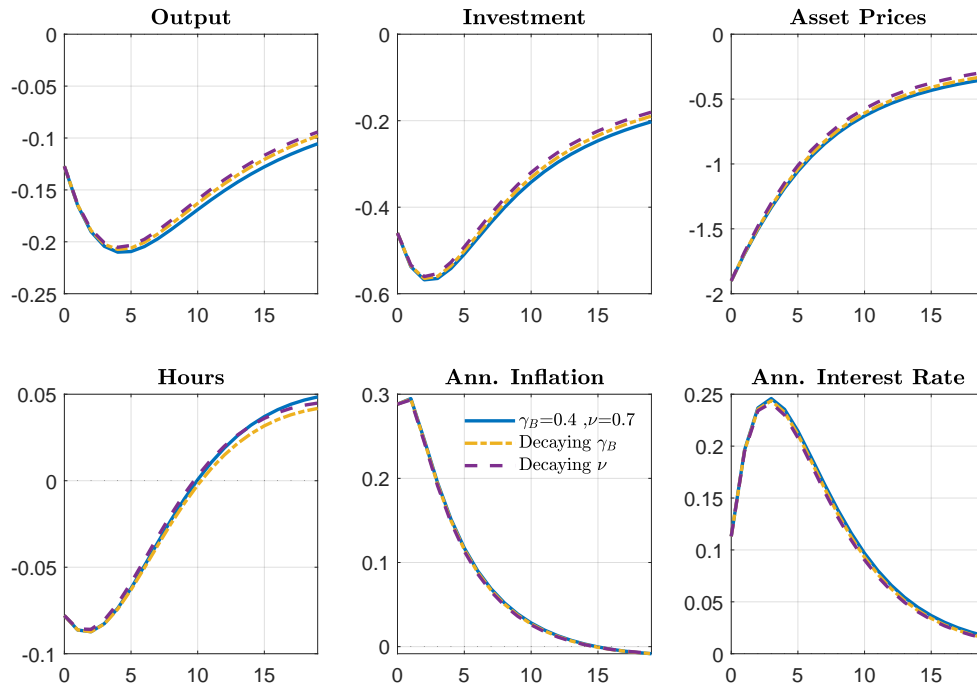 Output
0
-0.05
-0.1
-0.15
-0.2
-0.25
0 5 10 15
Investment
0
-0.2
-0.4
-0.6
0 5 10 15
Asset Prices
0
-0.5
-1
-1.5
-2
0 5 10 15
Hours
0.05
0
-0.05
-0.1
0 5 10 15
Ann. Inflation
0.3
0.2
0.1
0
0 5 10 15
γ_B=0.4 ,ν=0.7
Decaying γ_B
Decaying ν
Ann. Interest Rate
0.25
0.2
0.15
0.1
0.05
0
0 5 10 15